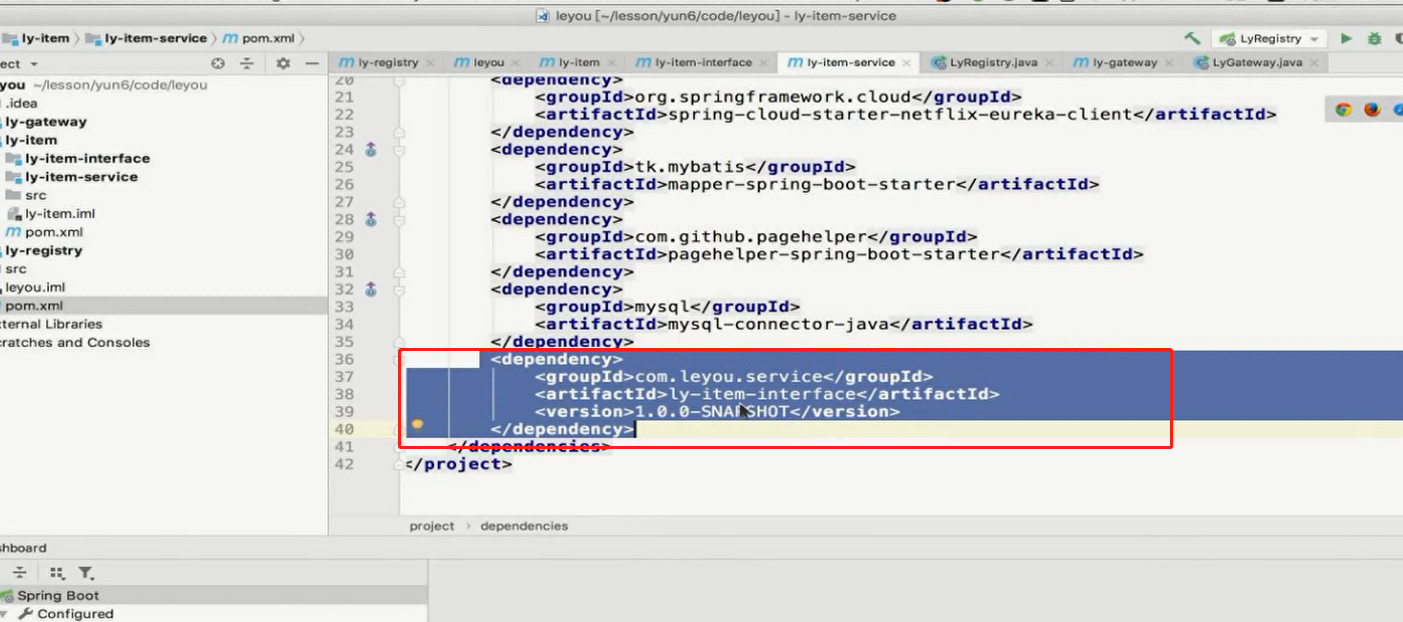 leyou [~/lesson/yun6/code/leyou] - ly-item-service
ly-item ly-item-service pom.xml
LyRegistry
ect
ly-registry leyou ly-item ly-item-interface ly-item-service LyRegistry.java ly-gateway LyGateway.java
you ~/lesson/yun6/code/leyou
.idea
ly-gateway
ly-item
ly-item-interface
ly-item-service
src
ly-item.iml
pom.xml
ly-registry
src
leyou.iml
pom.xml
ternal Libraries
ratches and Consoles
20 <dependency>
21 <groupId>org.springframework.cloud</groupId>
22 <artifactId>spring-cloud-starter-netflix-eureka-client</artifactId>
23 </dependency>
24 <dependency>
25 <groupId>tk.mybatis</groupId>
26 <artifactId>mapper-spring-boot-starter</artifactId>
27 </dependency>
28 <dependency>
29 <groupId>com.github.pagehelper</groupId>
30 <artifactId>pagehelper-spring-boot-starter</artifactId>
31 </dependency>
32 <dependency>
33 <groupId>mysql</groupId>
34 <artifactId>mysql-connector-java</artifactId>
35 </dependency>
36 <dependency>
37 <groupId>com.leyou.service</groupId>
38 <artifactId>ly-item-interface</artifactId>
39 <version>1.0.0-SNAPSHOT</version>
40 </dependency>
41 </dependencies>
42 </project>
project › dependencies
shboard
Spring Boot
Configured